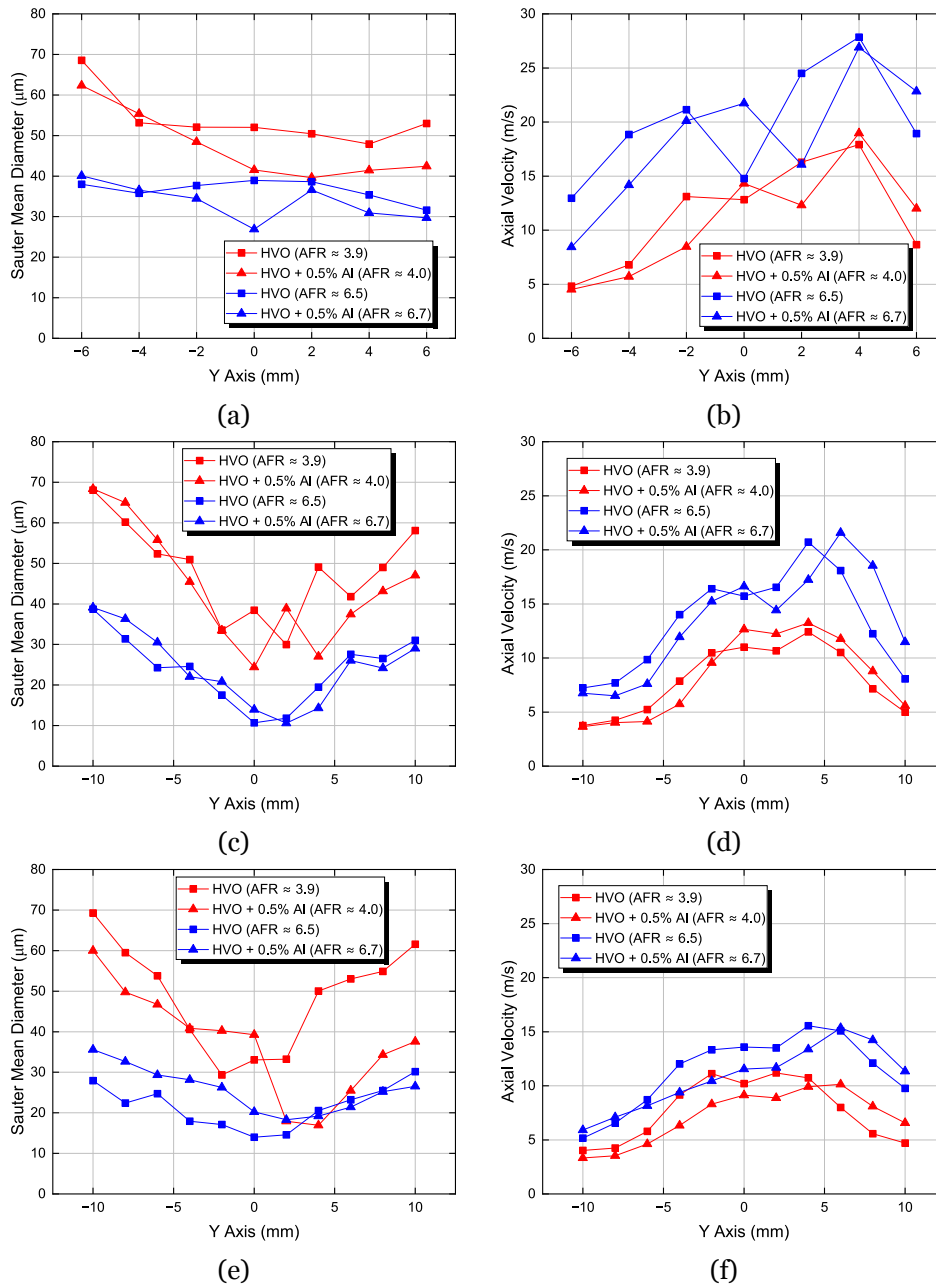 80
70
60
50
40
30
20
10
0
Sauter Mean Diameter (μm)
HVO (AFR ≈ 3.9)
HVO + 0.5% Al (AFR ≈ 4.0)
HVO (AFR ≈ 6.5)
HVO + 0.5% Al (AFR ≈ 6.7)
−6 −4 −2 0 2 4 6
Y Axis (mm)
(a)
30
25
20
15
10
5
0
Axial Velocity (m/s)
HVO (AFR ≈ 3.9)
HVO + 0.5% Al (AFR ≈ 4.0)
HVO (AFR ≈ 6.5)
HVO + 0.5% Al (AFR ≈ 6.7)
−6 −4 −2 0 2 4 6
Y Axis (mm)
(b)
80
70
60
50
40
30
20
10
0
Sauter Mean Diameter (μm)
HVO (AFR ≈ 3.9)
HVO + 0.5% Al (AFR ≈ 4.0)
HVO (AFR ≈ 6.5)
HVO + 0.5% Al (AFR ≈ 6.7)
−10 −5 0 5 10
Y Axis (mm)
(c)
30
25
20
15
10
5
0
Axial Velocity (m/s)
HVO (AFR ≈ 3.9)
HVO + 0.5% Al (AFR ≈ 4.0)
HVO (AFR ≈ 6.5)
HVO + 0.5% Al (AFR ≈ 6.7)
−10 −5 0 5 10
Y Axis (mm)
(d)
80
70
60
50
40
30
20
10
0
Sauter Mean Diameter (μm)
HVO (AFR ≈ 3.9)
HVO + 0.5% Al (AFR ≈ 4.0)
HVO (AFR ≈ 6.5)
HVO + 0.5% Al (AFR ≈ 6.7)
−10 −5 0 5 10
Y Axis (mm)
(e)
30
25
20
15
10
5
0
Axial Velocity (m/s)
HVO (AFR ≈ 3.9)
HVO + 0.5% Al (AFR ≈ 4.0)
HVO (AFR ≈ 6.5)
HVO + 0.5% Al (AFR ≈ 6.7)
−10 −5 0 5 10
Y Axis (mm)
(f)